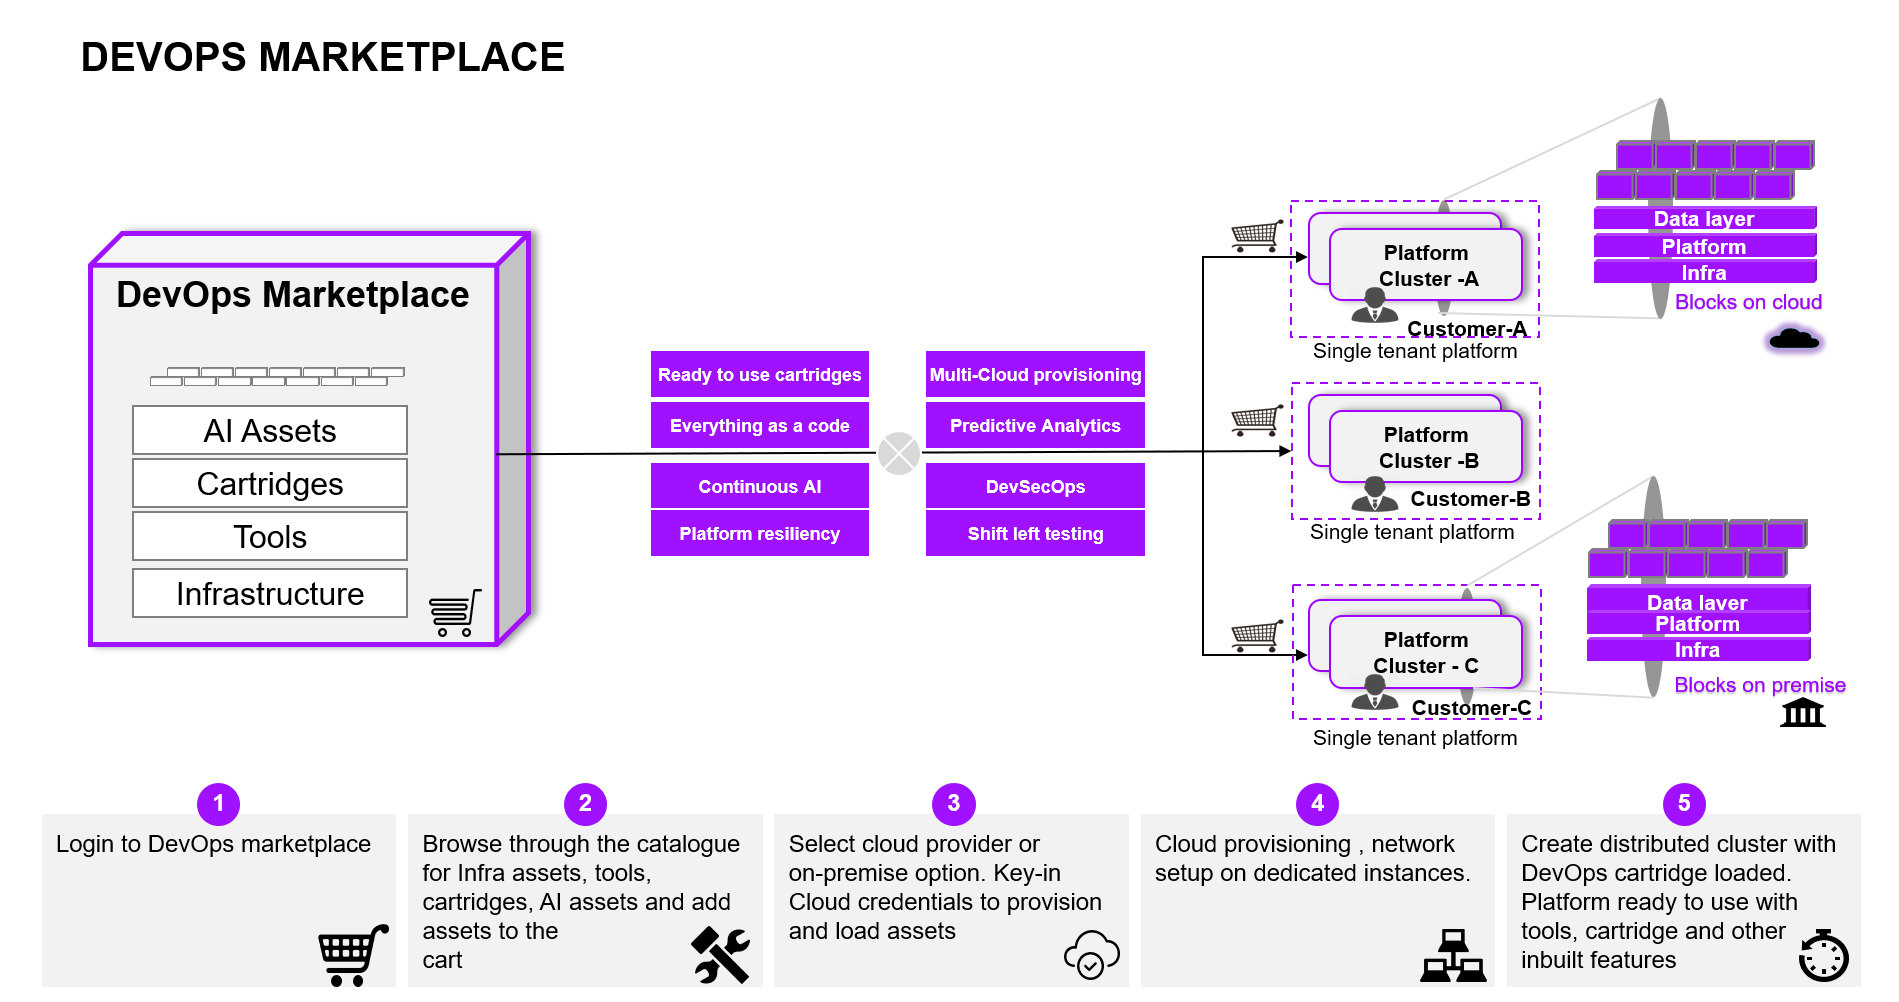 DEVOPS MARKETPLACE
DevOps Marketplace
AI Assets
Cartridges
Tools
Infrastructure
Ready to use cartridges
Everything as a code
Continuous AI
Platform resiliency
Multi-Cloud provisioning
Predictive Analytics
DevSecOps
Shift left testing
Platform
Cluster -A
Customer-A
Single tenant platform
Platform
Cluster -B
Customer-B
Single tenant platform
Platform
Cluster - C
Customer-C
Single tenant platform
Data layer
Platform
Infra
Blocks on cloud
Data layer
Platform
Infra
Blocks on premise
1
Login to DevOps marketplace
2
Browse through the catalogue
for Infra assets, tools,
cartridges, AI assets and add
assets to the
cart
3
Select cloud provider or
on-premise option. Key-in
Cloud credentials to provision
and load assets
4
Cloud provisioning , network
setup on dedicated instances.
5
Create distributed cluster with
DevOps cartridge loaded.
Platform ready to use with
tools, cartridge and other
inbuilt features